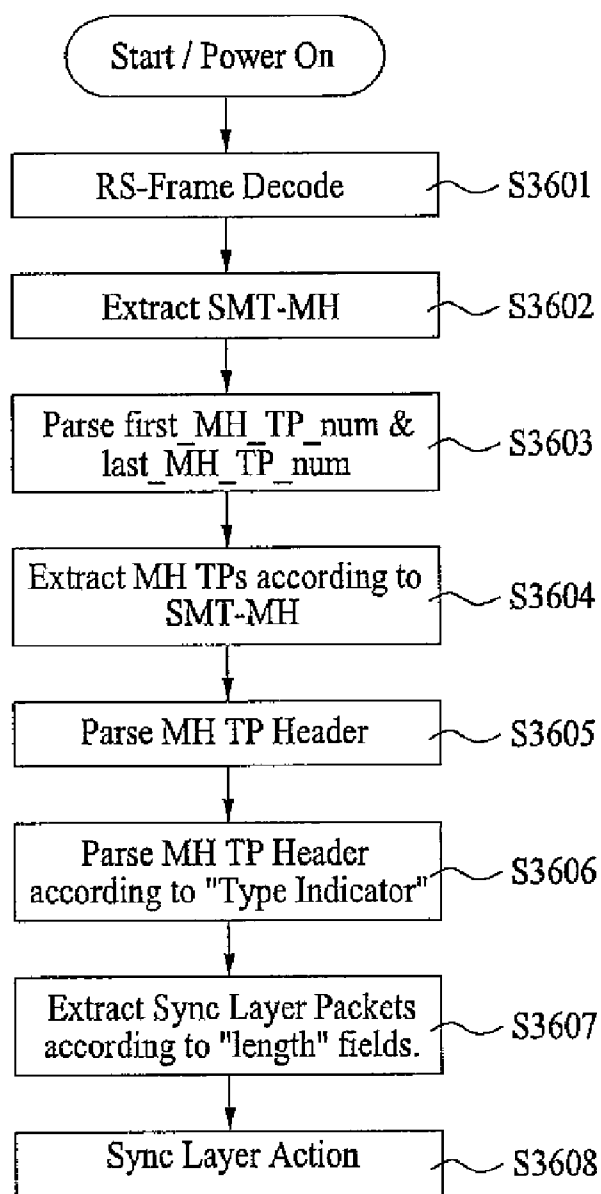 Start / Power On
RS-Frame Decode
S3601
Extract SMT-MH
S3602
Parse first_MH_TP_num &
last_MH_TP_num
S3603
Extract MH TPs according to
SMT-MH
S3604
Parse MH TP Header
S3605
Parse MH TP Header
according to "Type Indicator"
S3606
Extract Sync Layer Packets
according to "length" fields.
S3607
Sync Layer Action
S3608